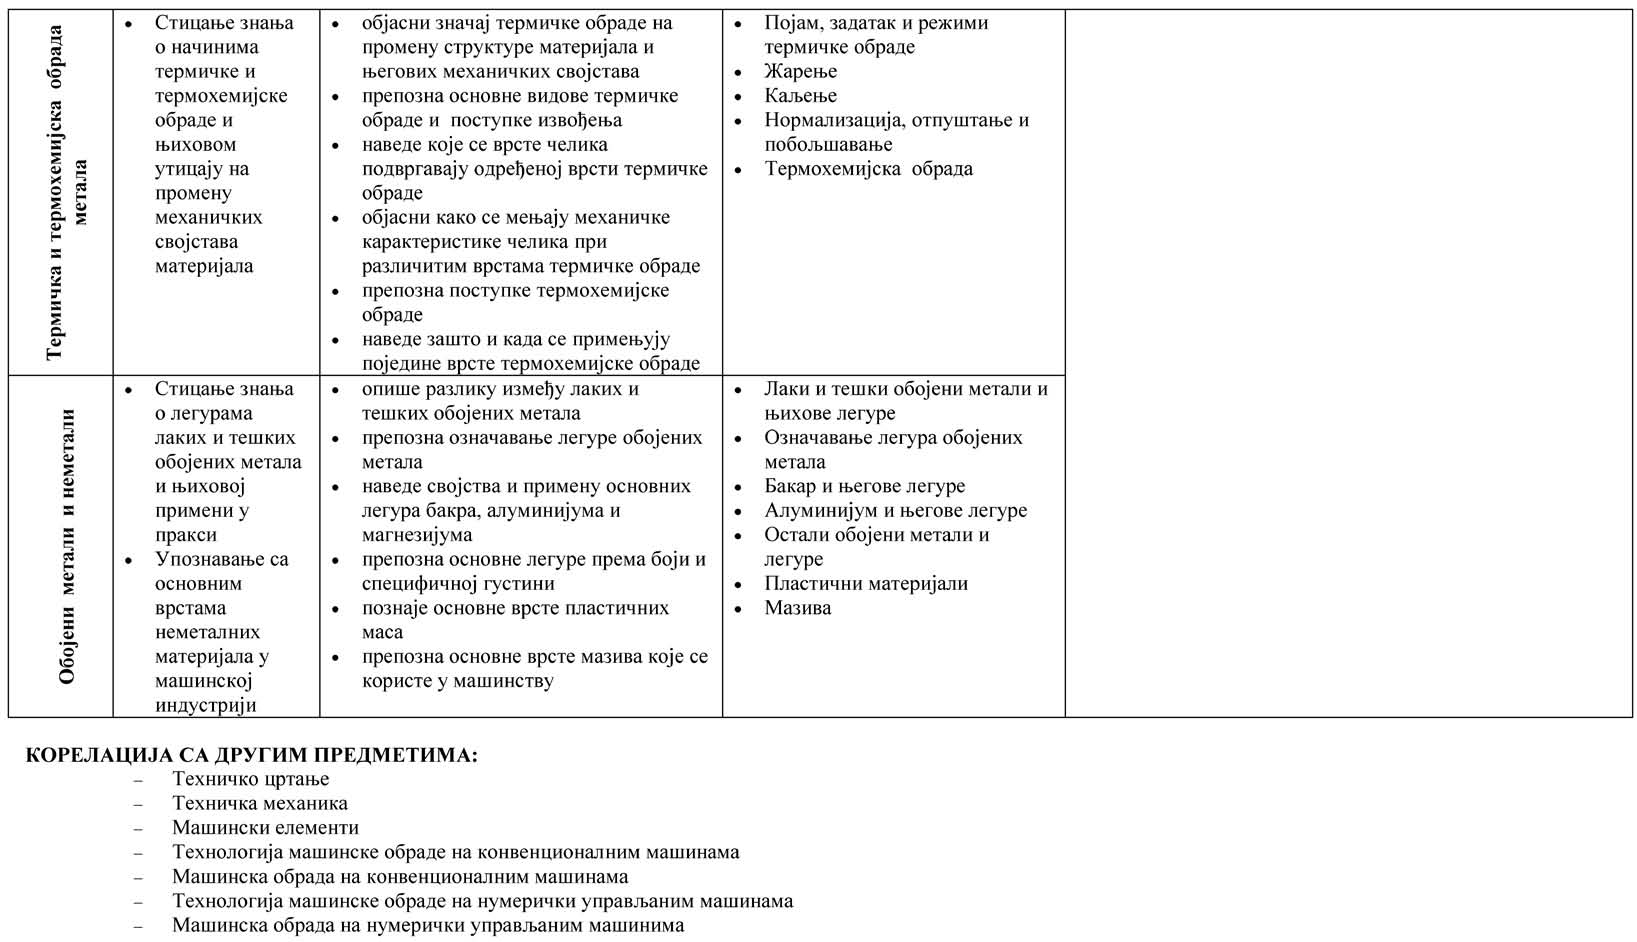 Термичка и термохемијска обрада
метала
• Стицање знања
о начинима
термичке и
термохемијске
обраде и
њиховом
утицају на
промену
механичких
својстава
материјала
• објасни значај термичке обраде на
промену структуре материјала и
његових механичких својстава
• препозна основне видове термичке
обраде и поступке извођења
• наведе које се врсте челика
подвргавају одређеној врсти термичке
обраде
• објасни како се мењају механичке
карактеристике челика при
различитим врстама термичке обраде
• препозна поступке термохемијске
обраде
• наведе зашто и када се примењују
поједине врсте термохемијске обраде
• Појам, задатак и режими
термичке обраде
• Жарење
• Каљење
• Нормализација, отпуштање и
побољшавање
• Термохемијска обрада
Обојени метали и неметали
• Стицање знања
о легурама
лаких и тешких
обојених метала
и њиховој
примени у
пракси
• Упознавање са
основним
врстама
неметалних
материјала у
машинској
индустрији
• опише разлику између лаких и
тешких обојених метала
• препозна означавање легуре обојених
метала
• наведе својства и примену основних
легура бакра, алуминијума и
магнезијума
• препозна основне легуре према боји и
специфичној густини
• познаје основне врсте пластичних
маса
• препозна основне врсте мазива које се
користе у машинству
• Лаки и тешки обојени метали и
њихове легуре
• Означавање легура обојених
метала
• Бакар и његове легуре
• Алуминијум и његове легуре
• Остали обојени метали и
легуре
• Пластични материјали
• Мазива
КОРЕЛАЦИЈА СА ДРУГИМ ПРЕДМЕТИМА:
– Техничко цртање
– Техничка механика
– Машински елементи
– Технологија машинске обраде на конвенционалним машинама
– Машинска обрада на конвенционалним машинама
– Технологија машинске обраде на нумерички управљаним машинама
– Машинска обрада на нумерички управљаним машинима